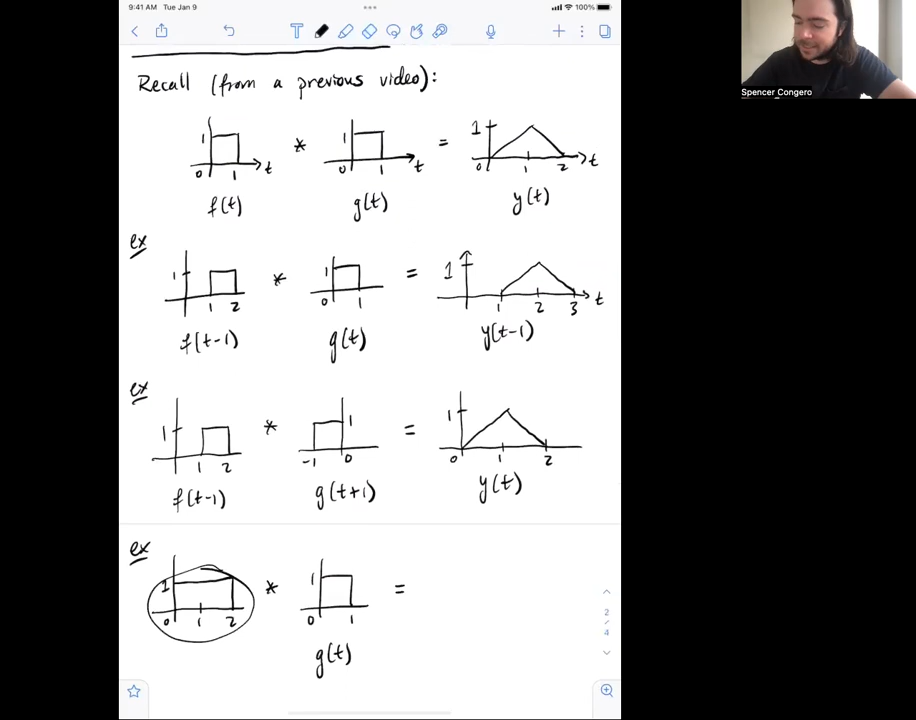 9:41 AM Tue Jan 9
100%
Spencer Congero
Recall (from a previous video):
1 0 1 t * 1 0 1 t = 1 0 1 2 t
f(t) g(t) y(t)
ex
1 1 2 * 1 0 1 = 1 1 2 3 t
f(t-1) g(t) y(t-1)
ex
1 1 2 * 1 -1 0 = 1 0 1 2
f(t-1) g(t+1) y(t)
ex
1 0 1 2 * 1 0 1 =
g(t)
2
/
4